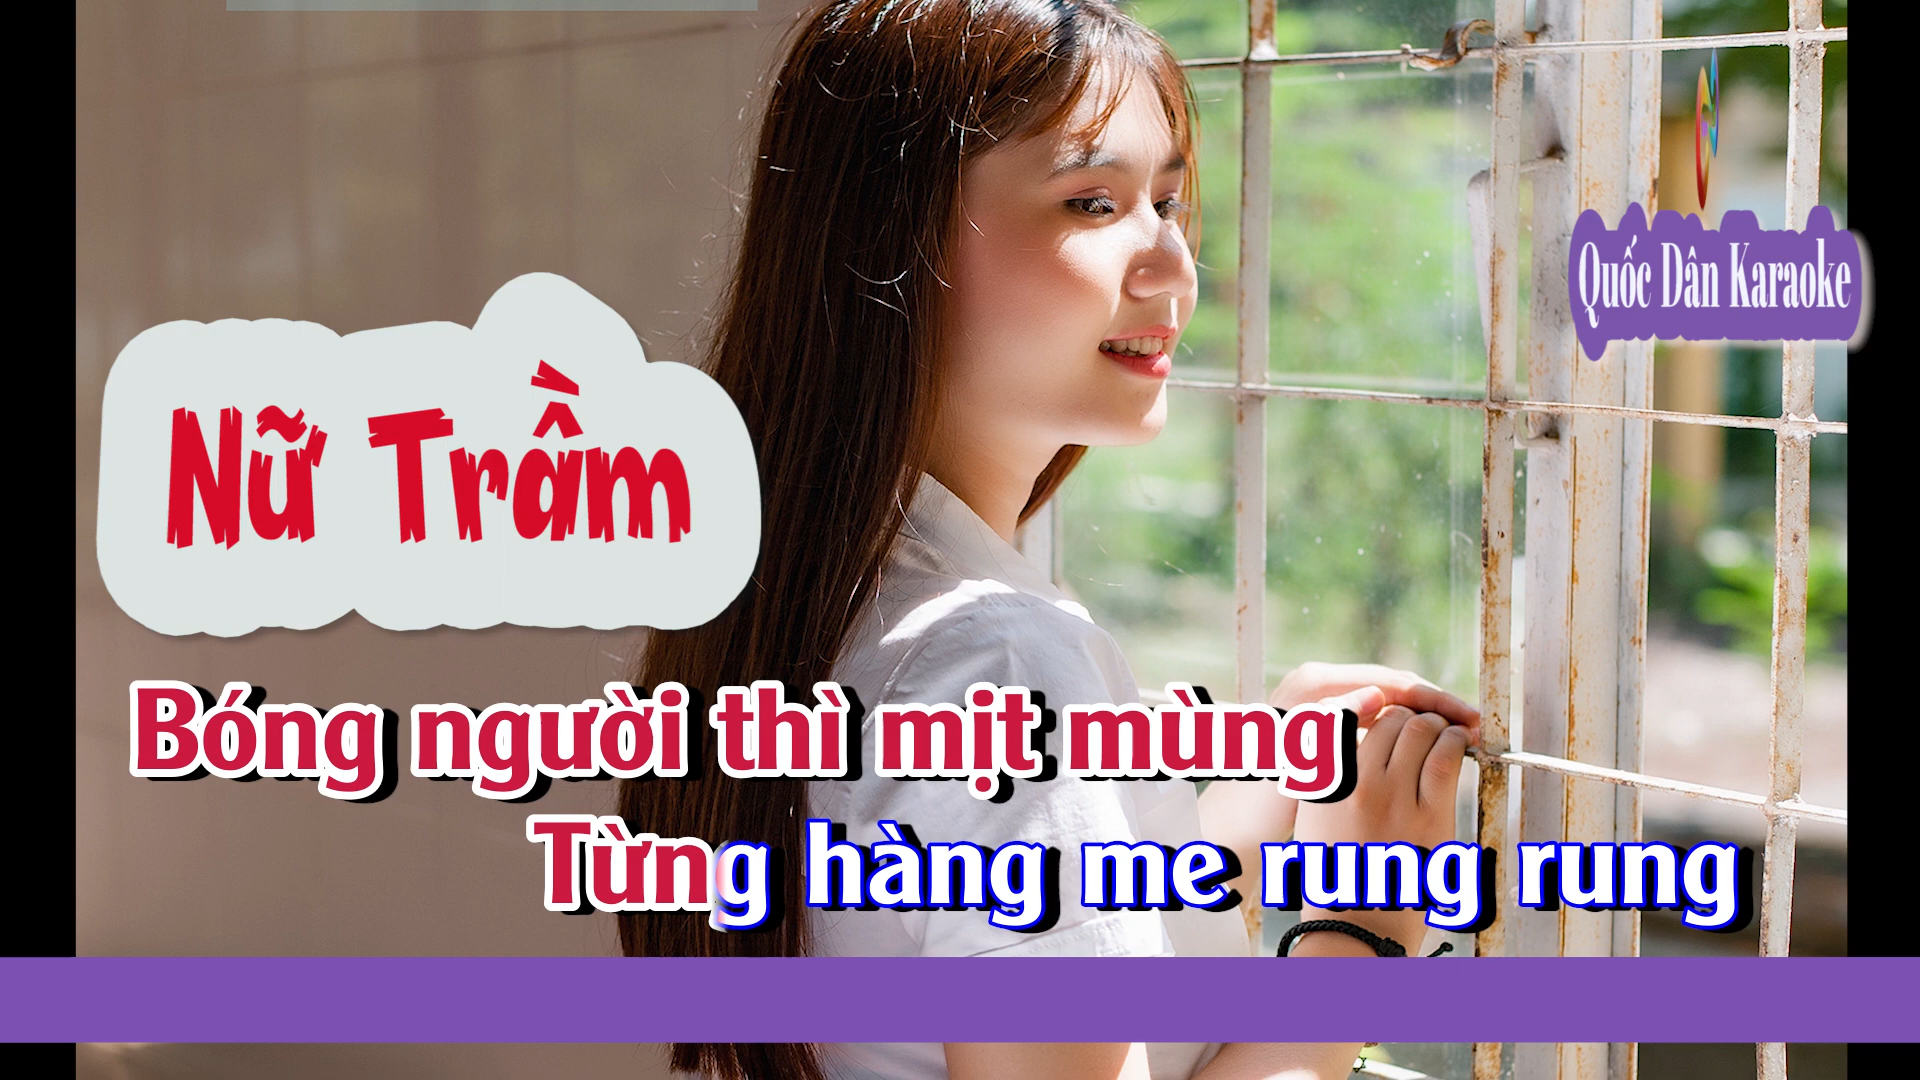 Quốc Dân Karaoke
Nữ Trầm
Bóng người thì mịt mùng
Từng hàng me rung rung